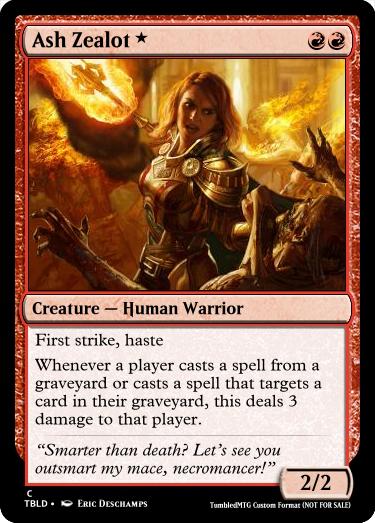 Ash Zealot ★
Creature — Human Warrior
First strike, haste
Whenever a player casts a spell from a
graveyard or casts a spell that targets a
card in their graveyard, this deals 3
damage to that player.
“Smarter than death? Let’s see you
outsmart my mace, necromancer!”
2/2
C
TBLD • Eric Deschamps
TumbledMTG Custom Format (NOT FOR SALE)